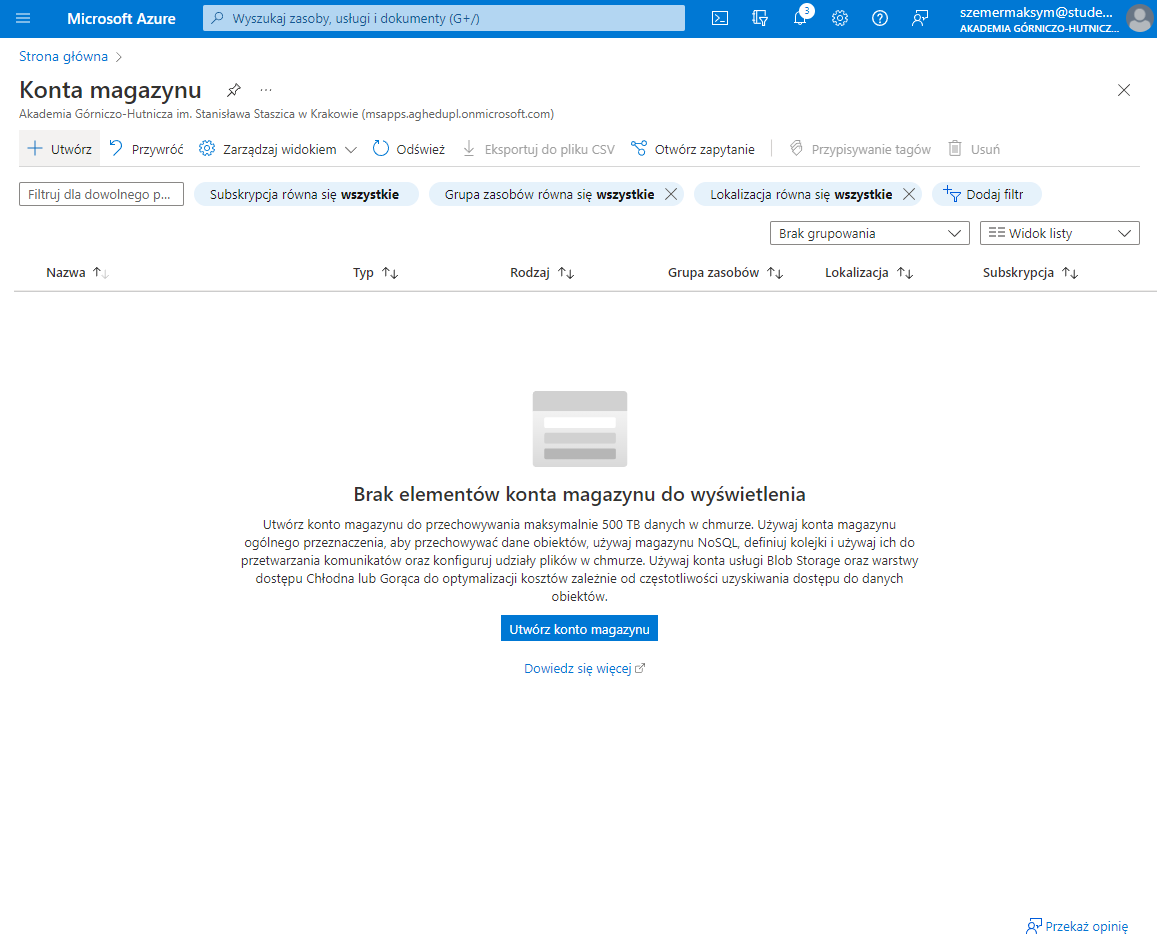 Microsoft Azure
Wyszukaj zasoby, usługi i dokumenty (G+/)
3
szemermaksym@stude...
AKADEMIA GÓRNICZO-HUTNICZ...
Strona główna
Konta magazynu
Akademia Górniczo-Hutnicza im. Stanisława Staszica w Krakowie (msapps.aghedupl.onmicrosoft.com)
Utwórz Przywróć Zarządzaj widokiem Odśwież Eksportuj do pliku CSV Otwórz zapytanie Przypisywanie tagów Usuń
Filtruj dla dowolnego p... Subskrypcja równa się wszystkie Grupa zasobów równa się wszystkie Lokalizacja równa się wszystkie Dodaj filtr
Brak grupowania Widok listy
Nazwa Typ Rodzaj Grupa zasobów Lokalizacja Subskrypcja
Brak elementów konta magazynu do wyświetlenia
Utwórz konto magazynu do przechowywania maksymalnie 500 TB danych w chmurze. Używaj konta magazynu
ogólnego przeznaczenia, aby przechowywać dane obiektów, używaj magazynu NoSQL, definiuj kolejki i używaj ich do
przetwarzania komunikatów oraz konfiguruj udziały plików w chmurze. Używaj konta usługi Blob Storage oraz warstwy
dostępu Chłodna lub Gorąca do optymalizacji kosztów zależnie od częstotliwości uzyskiwania dostępu do danych
obiektów.
Utwórz konto magazynu
Dowiedz się więcej
Przekaż opinię